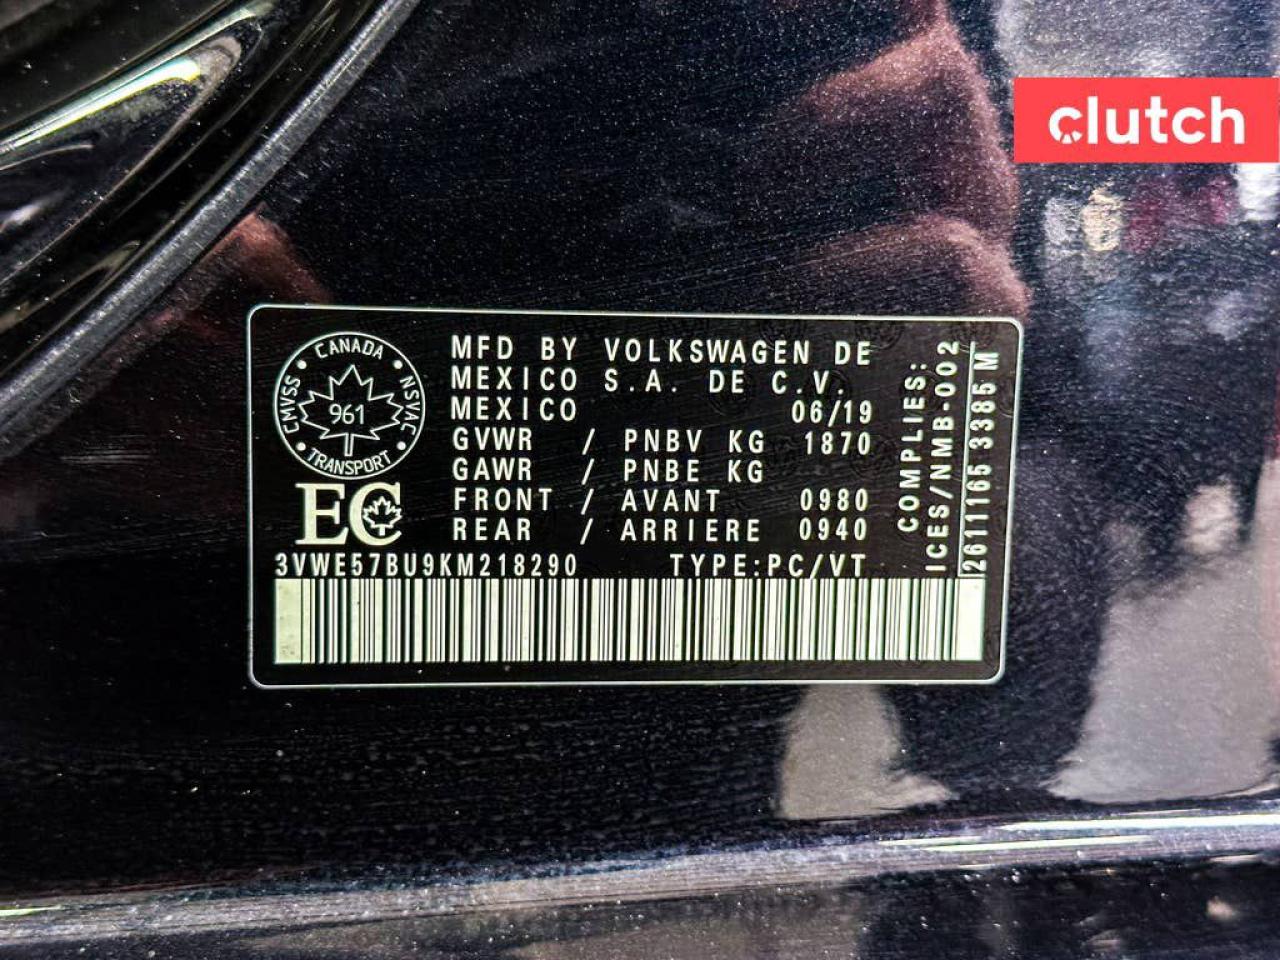 clutch
CANADA
CMVSS
NSVAC
961
TRANSPORT
EC
MFD BY VOLKSWAGEN DE
MEXICO S.A. DE C.V.
MEXICO 06/19
GVWR / PNBV KG 1870
GAWR / PNBE KG
FRONT / AVANT 0980
REAR / ARRIERE 0940
3VWE57BU9KM218290 TYPE:PC/VT
COMPLIES:
ICES/NMB-002
2611165 3385 M